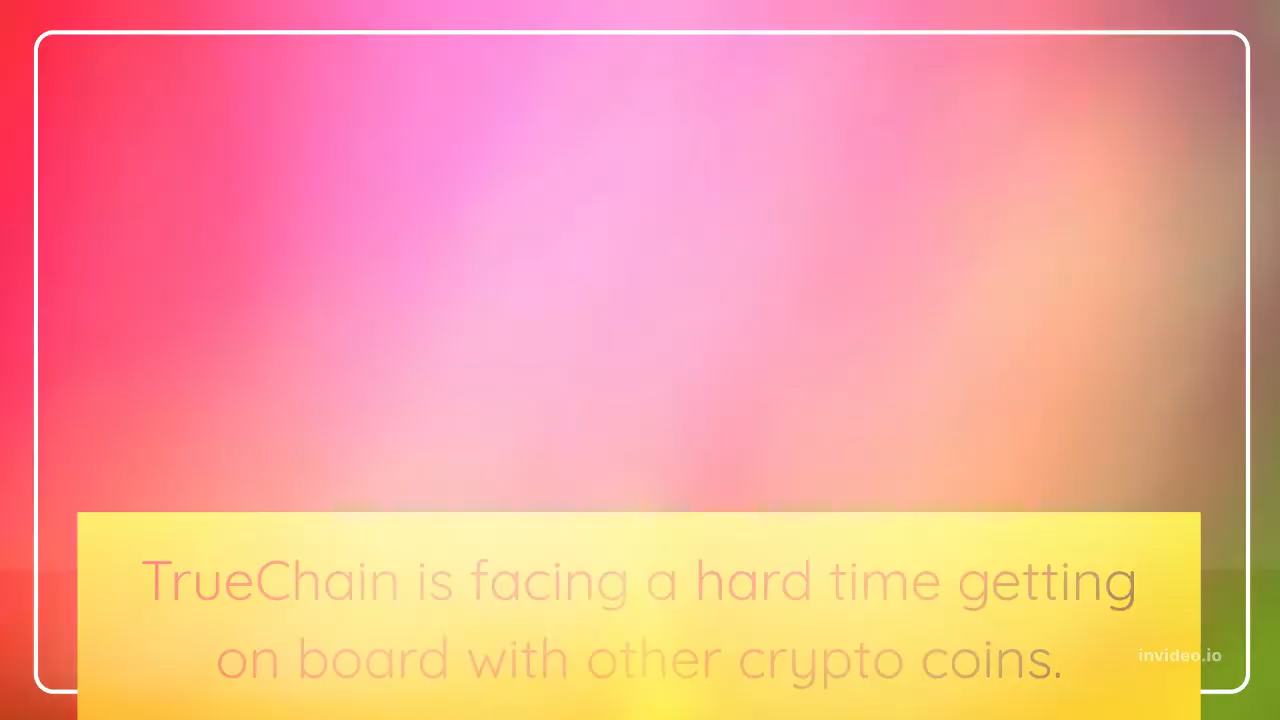 TrueChain is facing a hard time getting
on board with other crypto coins.
invideo.io